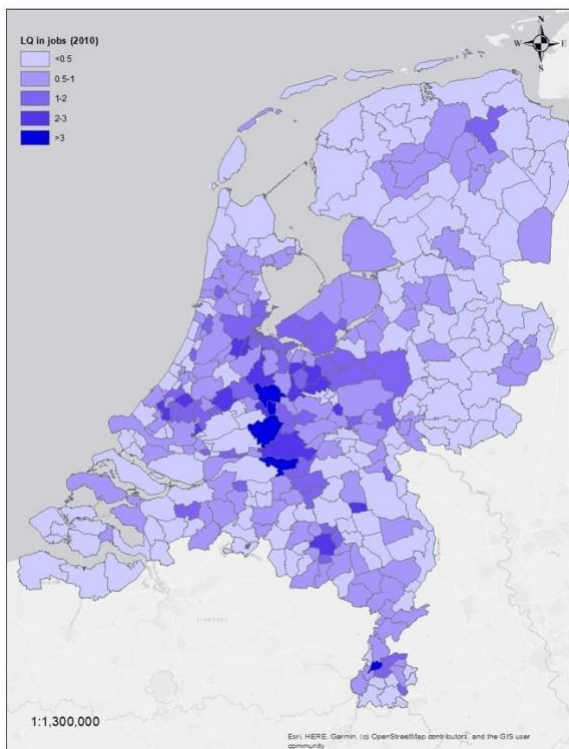 LQ in jobs (2010)
<0.5
0.5-1
1-2
2-3
>3
N
W E
S
1:1,300,000
Esri, HERE, Garmin, (c) OpenStreetMap contributors, and the GIS user
community